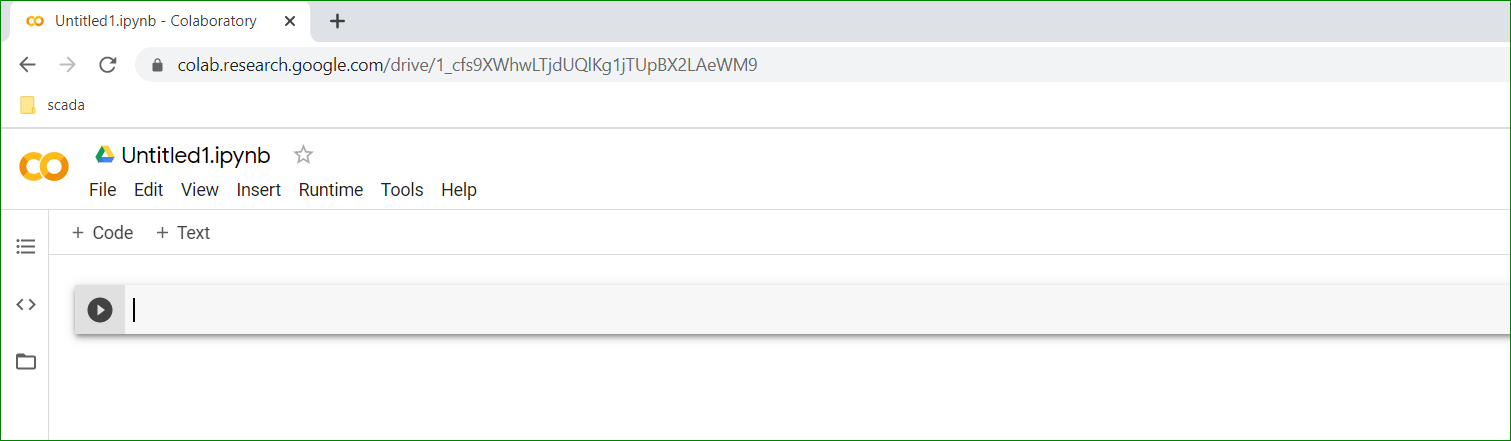 Untitled1.ipynb - Colaboratory
colab.research.google.com/drive/1_cfs9XWhwLTjdUQlKg1jTUpBX2LAeWM9
scada
Untitled1.ipynb
File Edit View Insert Runtime Tools Help
+ Code + Text